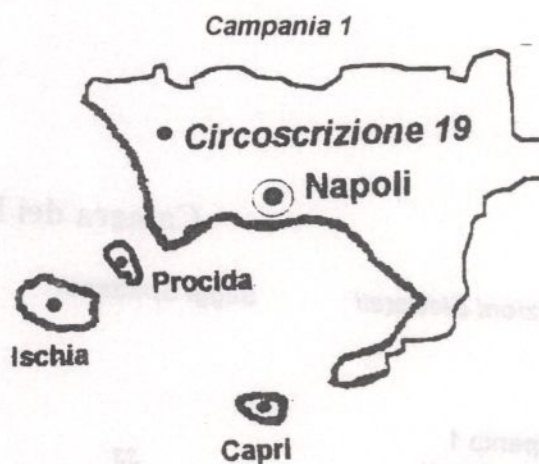 Campania 1
Circoscrizione 19
Napoli
Procida
Ischia
Capri